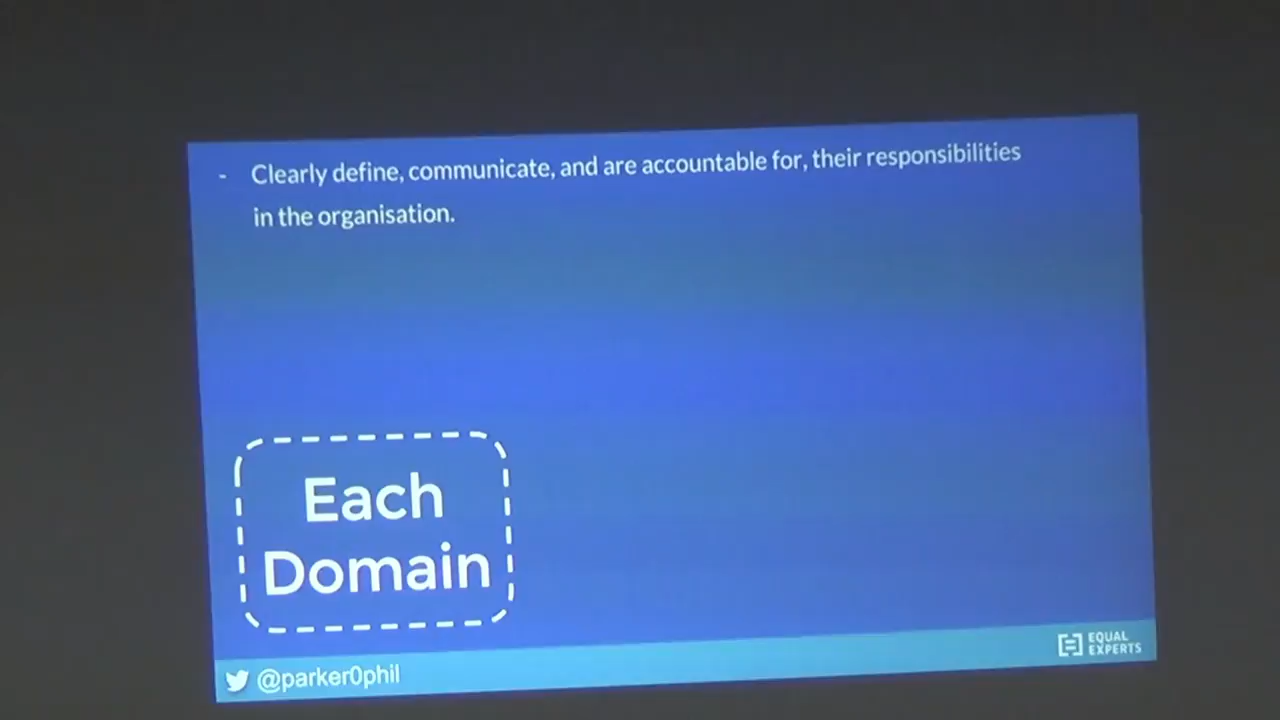 - Clearly define, communicate, and are accountable for, their responsibilities
in the organisation.
Each
Domain
@parker0phil
EQUAL
EXPERTS